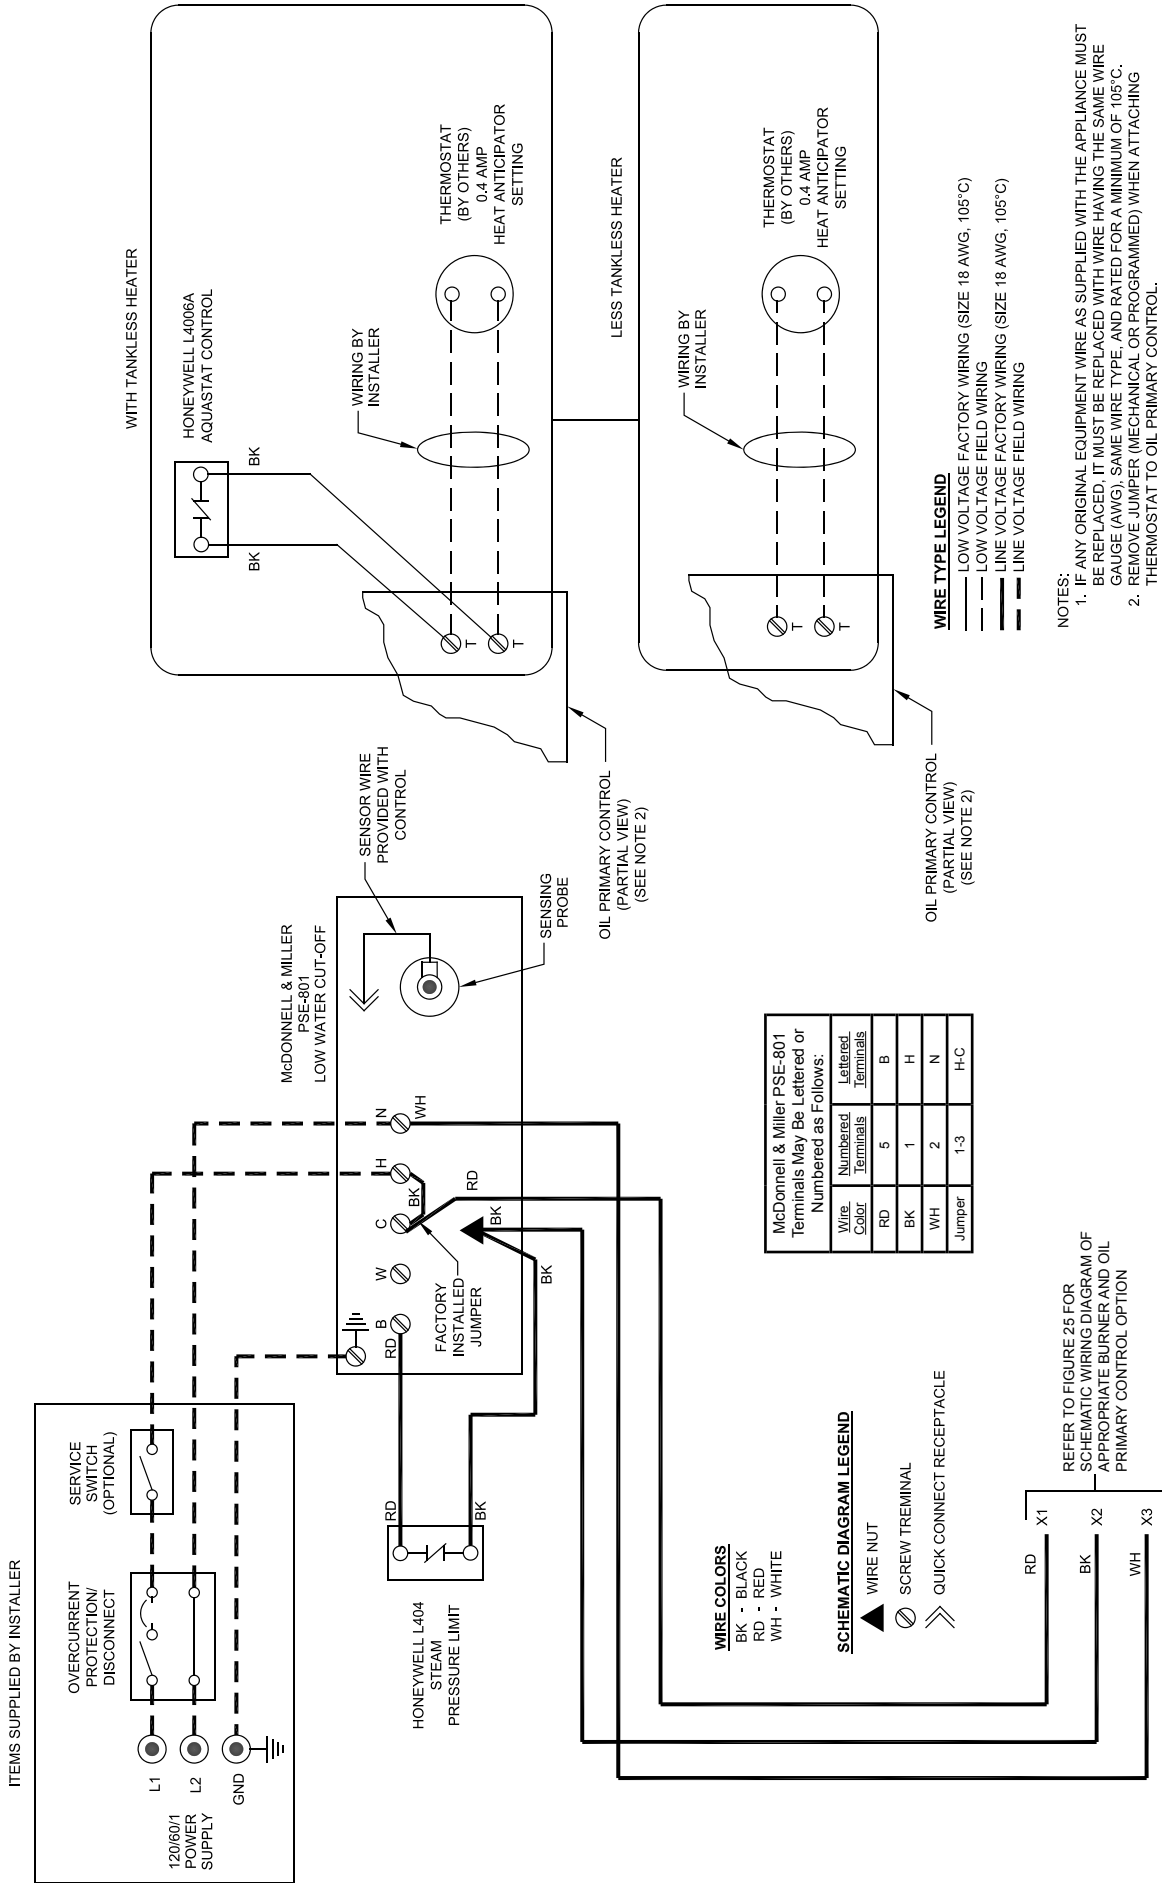 ITEMS SUPPLIED BY INSTALLER
OVERCURRENT
PROTECTION/
DISCONNECT
SERVICE
SWITCH
(OPTIONAL)
L1
L2
GND
120/60/1
POWER
SUPPLY
McDONNELL & MILLER
PSE-801
LOW WATER CUT-OFF
B
W
C
H
N
RD
BK
WH
RD
BK
BK
FACTORY
INSTALLED
JUMPER
SENSOR WIRE
PROVIDED WITH
CONTROL
SENSING
PROBE
HONEYWELL L404
STEAM
PRESSURE LIMIT
RD
BK
WITH TANKLESS HEATER
HONEYWELL L4006A
AQUASTAT CONTROL
BK
BK
WIRING BY
INSTALLER
THERMOSTAT
(BY OTHERS)
0.4 AMP
HEAT ANTICIPATOR
SETTING
T
T
OIL PRIMARY CONTROL
(PARTIAL VIEW)
(SEE NOTE 2)
LESS TANKLESS HEATER
WIRING BY
INSTALLER
THERMOSTAT
(BY OTHERS)
0.4 AMP
HEAT ANTICIPATOR
SETTING
T
T
OIL PRIMARY CONTROL
(PARTIAL VIEW)
(SEE NOTE 2)
WIRE COLORS
BK - BLACK
RD - RED
WH - WHITE
SCHEMATIC DIAGRAM LEGEND
WIRE NUT
SCREW TREMINAL
QUICK CONNECT RECEPTACLE
RD X1
BK X2
WH X3
REFER TO FIGURE 25 FOR
SCHEMATIC WIRING DIAGRAM OF
APPROPRIATE BURNER AND OIL
PRIMARY CONTROL OPTION
McDonnell & Miller PSE-801
Terminals May Be Lettered or
Numbered as Follows:
Wire Color Numbered Terminals Lettered Terminals
RD 5 B
BK 1 H
WH 2 N
Jumper 1-3 H-C
WIRE TYPE LEGEND
LOW VOLTAGE FACTORY WIRING (SIZE 18 AWG, 105°C)
LOW VOLTAGE FIELD WIRING
LINE VOLTAGE FACTORY WIRING (SIZE 18 AWG, 105°C)
LINE VOLTAGE FIELD WIRING
NOTES:
1. IF ANY ORIGINAL EQUIPMENT WIRE AS SUPPLIED WITH THE APPLIANCE MUST
BE REPLACED, IT MUST BE REPLACED WITH WIRE HAVING THE SAME WIRE
GAUGE (AWG), SAME WIRE TYPE, AND RATED FOR A MINIMUM OF 105°C.
2. REMOVE JUMPER (MECHANICAL OR PROGRAMMED) WHEN ATTACHING
THERMOSTAT TO OIL PRIMARY CONTROL.